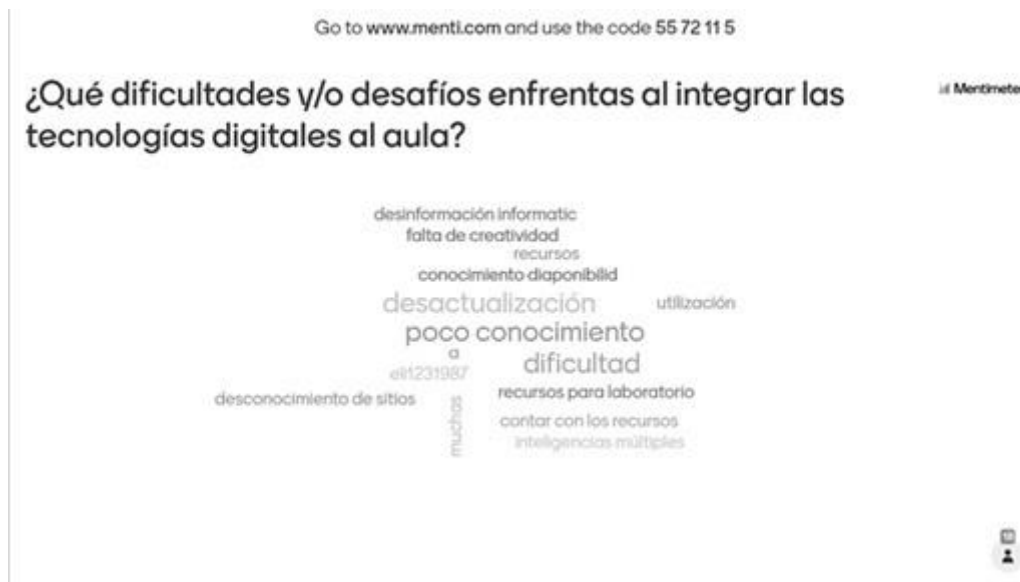 Go to www.menti.com and use the code 55 72 11 5
¿Qué dificultades y/o desafíos enfrentas al integrar las
tecnologías digitales al aula?
Mentimete
desinformación informatic
falta de creatividad
recursos
conocimiento diaponibilid
desactualización
utilización
poco conocimiento
a
dificultad
eli1231987
desconocimiento de sitios
recursos para laboratorio
muchas
contar con los recursos
inteligencias múltiples